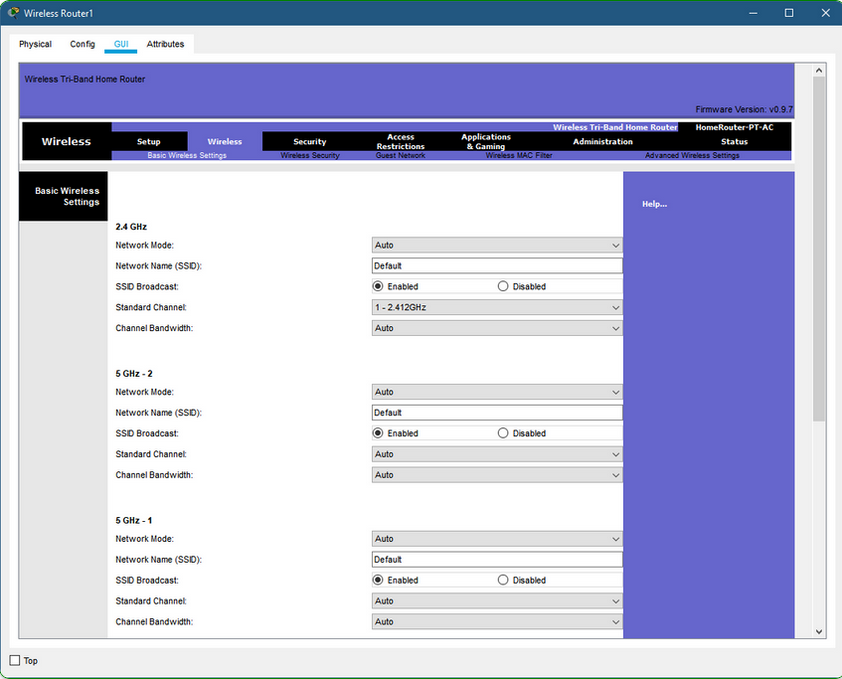 Wireless Router1
Physical Config GUI Attributes
Wireless Tri-Band Home Router
Firmware Version: v0.9.7
Wireless Tri-Band Home Router HomeRouter-PT-AC
Wireless Setup Wireless Security Access Restrictions Applications & Gaming Administration Status
Basic Wireless Settings Wireless Security Guest Network Wireless MAC Filter Advanced Wireless Settings
Basic Wireless
Settings
Help...
2.4 GHz
Network Mode: Auto
Network Name (SSID): Default
SSID Broadcast: Enabled Disabled
Standard Channel: 1 - 2.412GHz
Channel Bandwidth: Auto
5 GHz - 2
Network Mode: Auto
Network Name (SSID): Default
SSID Broadcast: Enabled Disabled
Standard Channel: Auto
Channel Bandwidth: Auto
5 GHz - 1
Network Mode: Auto
Network Name (SSID): Default
SSID Broadcast: Enabled Disabled
Standard Channel: Auto
Channel Bandwidth: Auto
Top